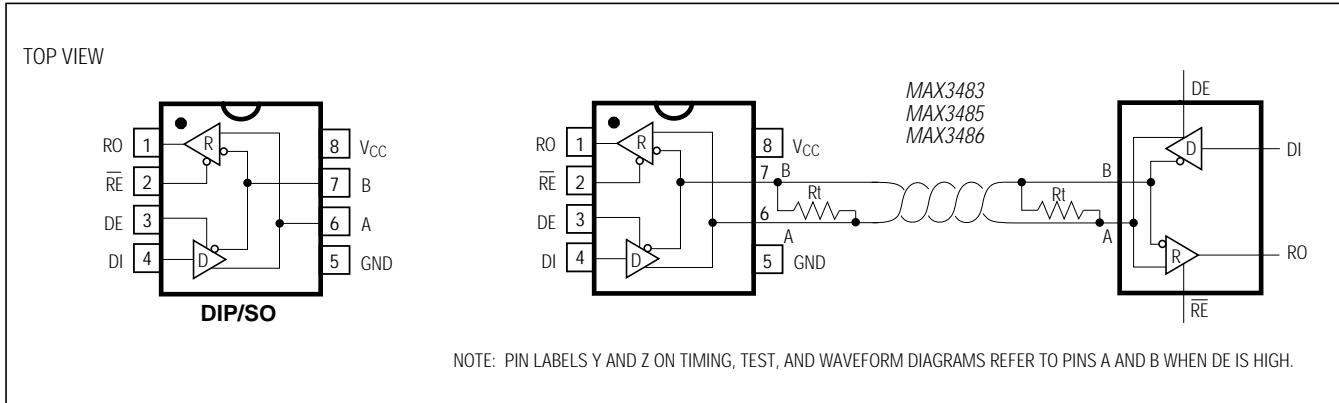 TOP VIEW
RO 1
RE 2
DE 3
DI 4
R
D
8 VCC
7 B
6 A
5 GND
DIP/SO
RO 1
RE 2
DE 3
DI 4
R
D
8 VCC
7 B
6 A
5 GND
Rt
MAX3483
MAX3485
MAX3486
Rt
B
A
DE
D
DI
R
RO
RE
NOTE: PIN LABELS Y AND Z ON TIMING, TEST, AND WAVEFORM DIAGRAMS REFER TO PINS A AND B WHEN DE IS HIGH.